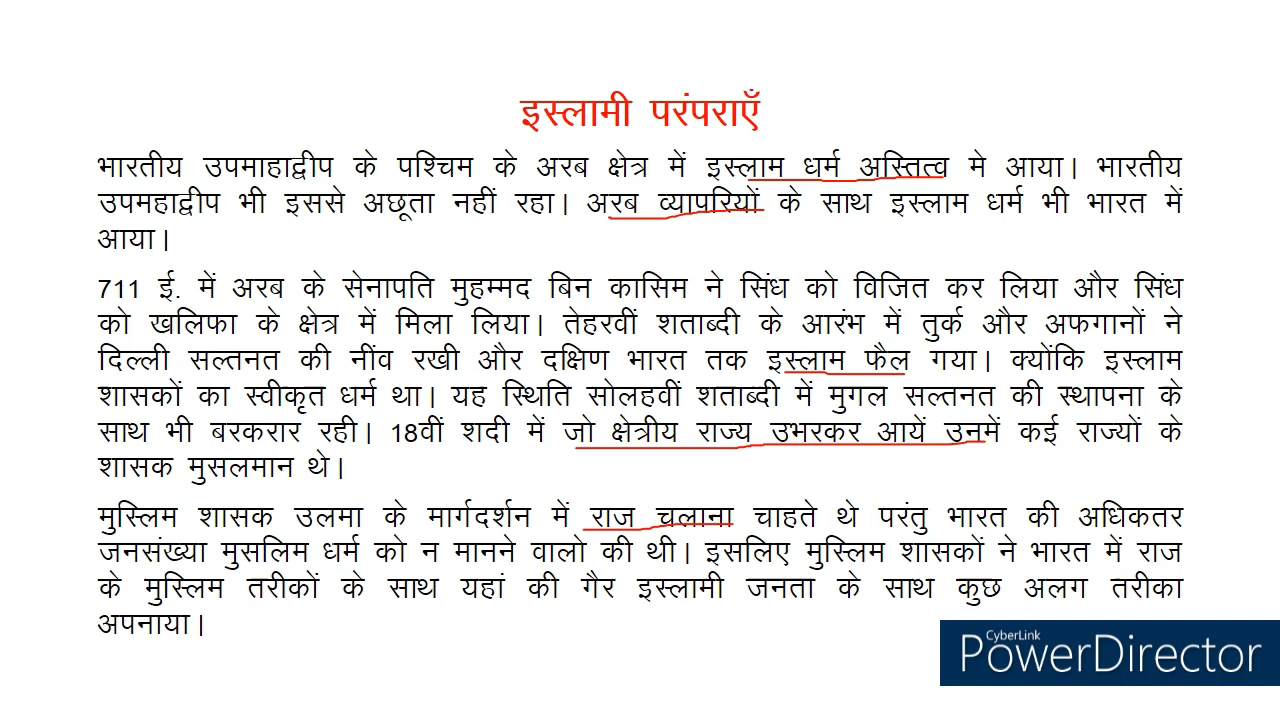 इस्लामी परंपराएँ
भारतीय उपमाहाद्वीप के पश्चिम के अरब क्षेत्र में इस्लाम धर्म अस्तित्व मे आया। भारतीय
उपमहाद्वीप भी इससे अछूता नहीं रहा। अरब व्यापरियों के साथ इस्लाम धर्म भी भारत में
आया।
711 ई. में अरब के सेनापति मुहम्मद बिन कासिम ने सिंध को विजित कर लिया और सिंध
को खलिफा के क्षेत्र में मिला लिया। तेहरवीं शताब्दी के आरंभ में तुर्क और अफगानों ने
दिल्ली सल्तनत की नींव रखी और दक्षिण भारत तक इस्लाम फैल गया। क्योंकि इस्लाम
शासकों का स्वीकृत धर्म था। यह स्थिति सोलहवीं शताब्दी में मुगल सल्तनत की स्थापना के
साथ भी बरकरार रही। 18वीं शदी में जो क्षेत्रीय राज्य उभरकर आयें उनमें कई राज्यों के
शासक मुसलमान थे।
मुस्लिम शासक उलमा के मार्गदर्शन में राज चलाना चाहते थे परंतु भारत की अधिकतर
जनसंख्या मुसलिम धर्म को न मानने वालो की थी। इसलिए मुस्लिम शासकों ने भारत में राज
के मुस्लिम तरीकों के साथ यहां की गैर इस्लामी जनता के साथ कुछ अलग तरीका
अपनाया।
CyberLink
PowerDirector